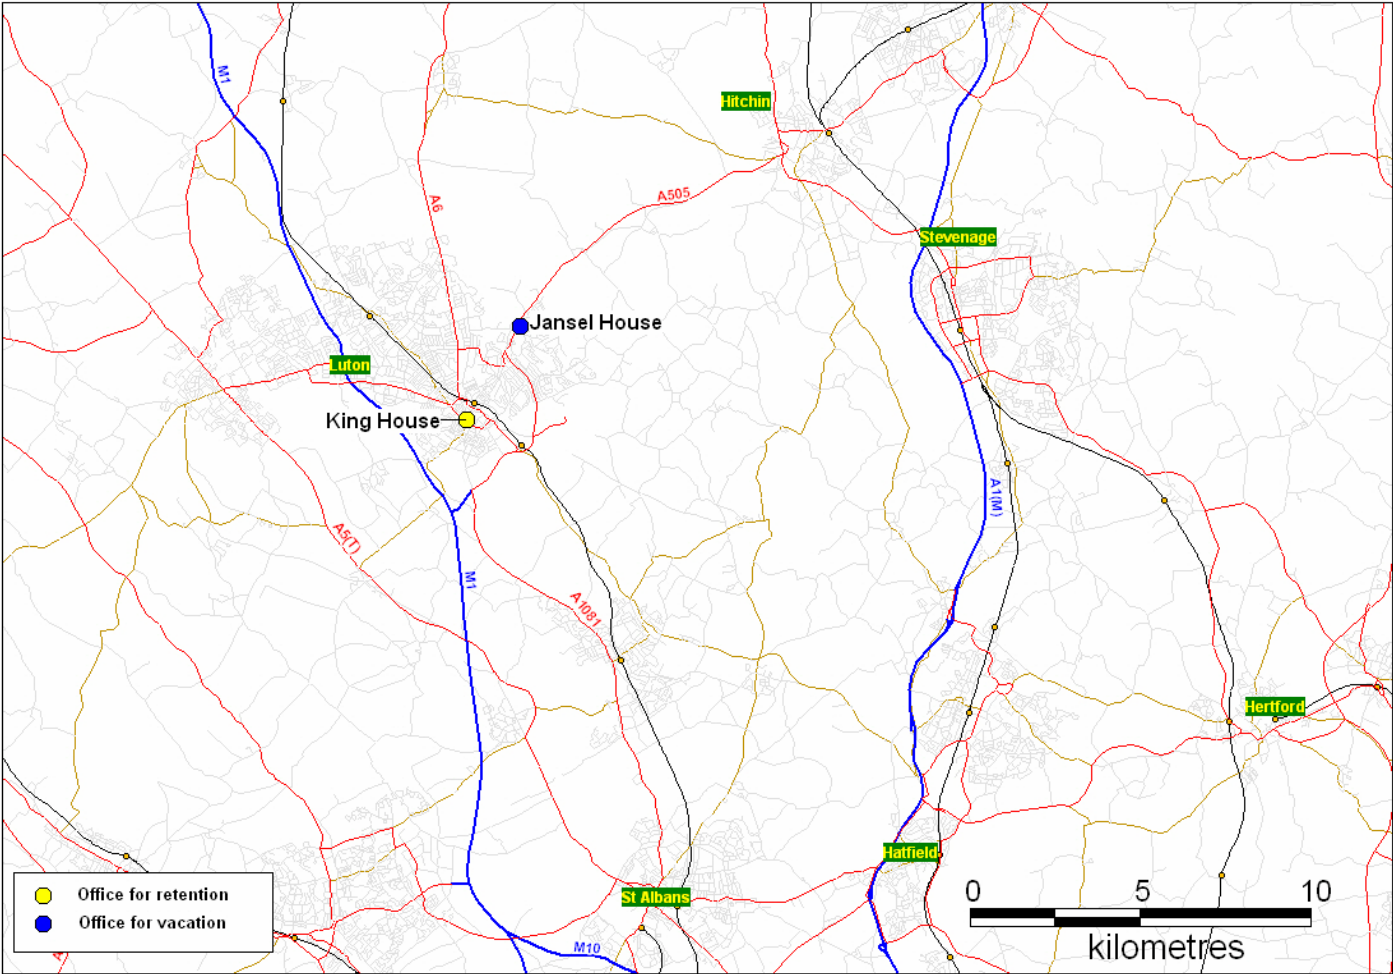 M1
Hitchin
A6
A505
Stevenage
Jansel House
Luton
King House
A1(M)
A5(T)
M1
A1081
Hertford
Hatfield
St Albans
M10
Office for retention
Office for vacation
0 5 10
kilometres